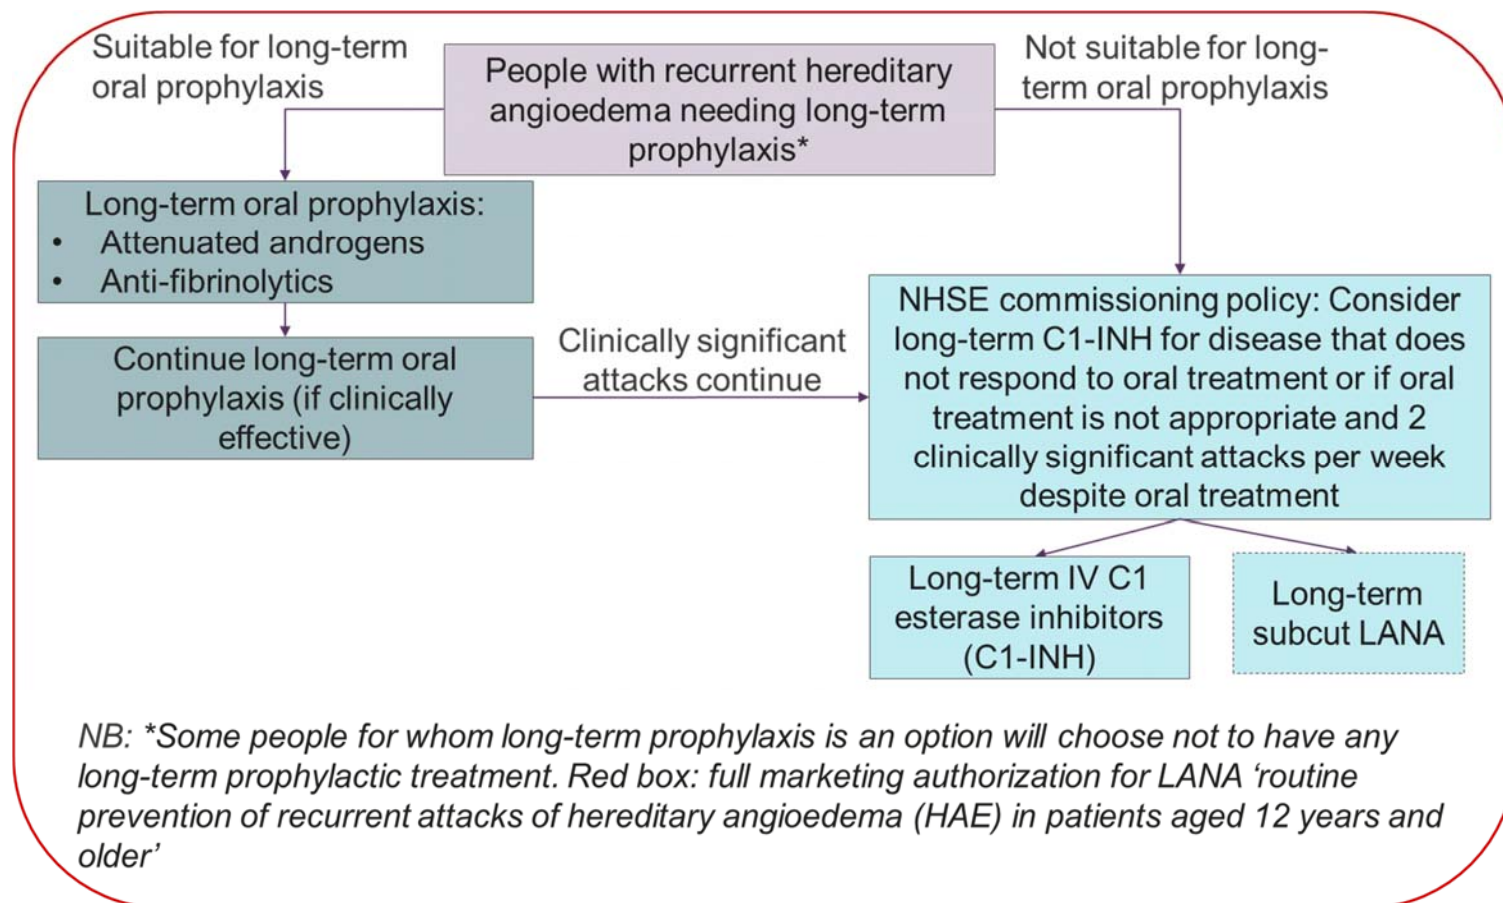 Suitable for long-term
oral prophylaxis
People with recurrent hereditary
angioedema needing long-term
prophylaxis*
Not suitable for long-
term oral prophylaxis
Long-term oral prophylaxis:
• Attenuated androgens
• Anti-fibrinolytics
Continue long-term oral
prophylaxis (if clinically
effective)
Clinically significant
attacks continue
NHSE commissioning policy: Consider
long-term C1-INH for disease that does
not respond to oral treatment or if oral
treatment is not appropriate and 2
clinically significant attacks per week
despite oral treatment
Long-term IV C1
esterase inhibitors
(C1-INH)
Long-term
subcut LANA
NB: *Some people for whom long-term prophylaxis is an option will choose not to have any
long-term prophylactic treatment. Red box: full marketing authorization for LANA ‘routine
prevention of recurrent attacks of hereditary angioedema (HAE) in patients aged 12 years and
older’